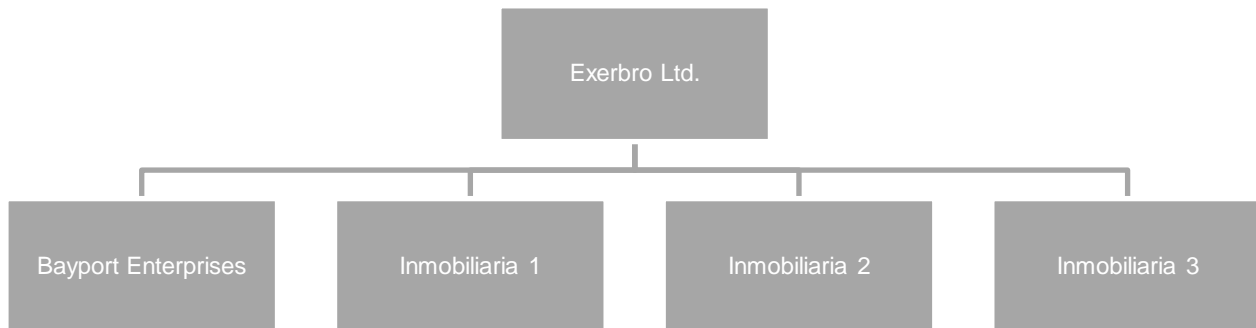 Exerbro Ltd.
Bayport Enterprises
Inmobiliaria 1
Inmobiliaria 2
Inmobiliaria 3